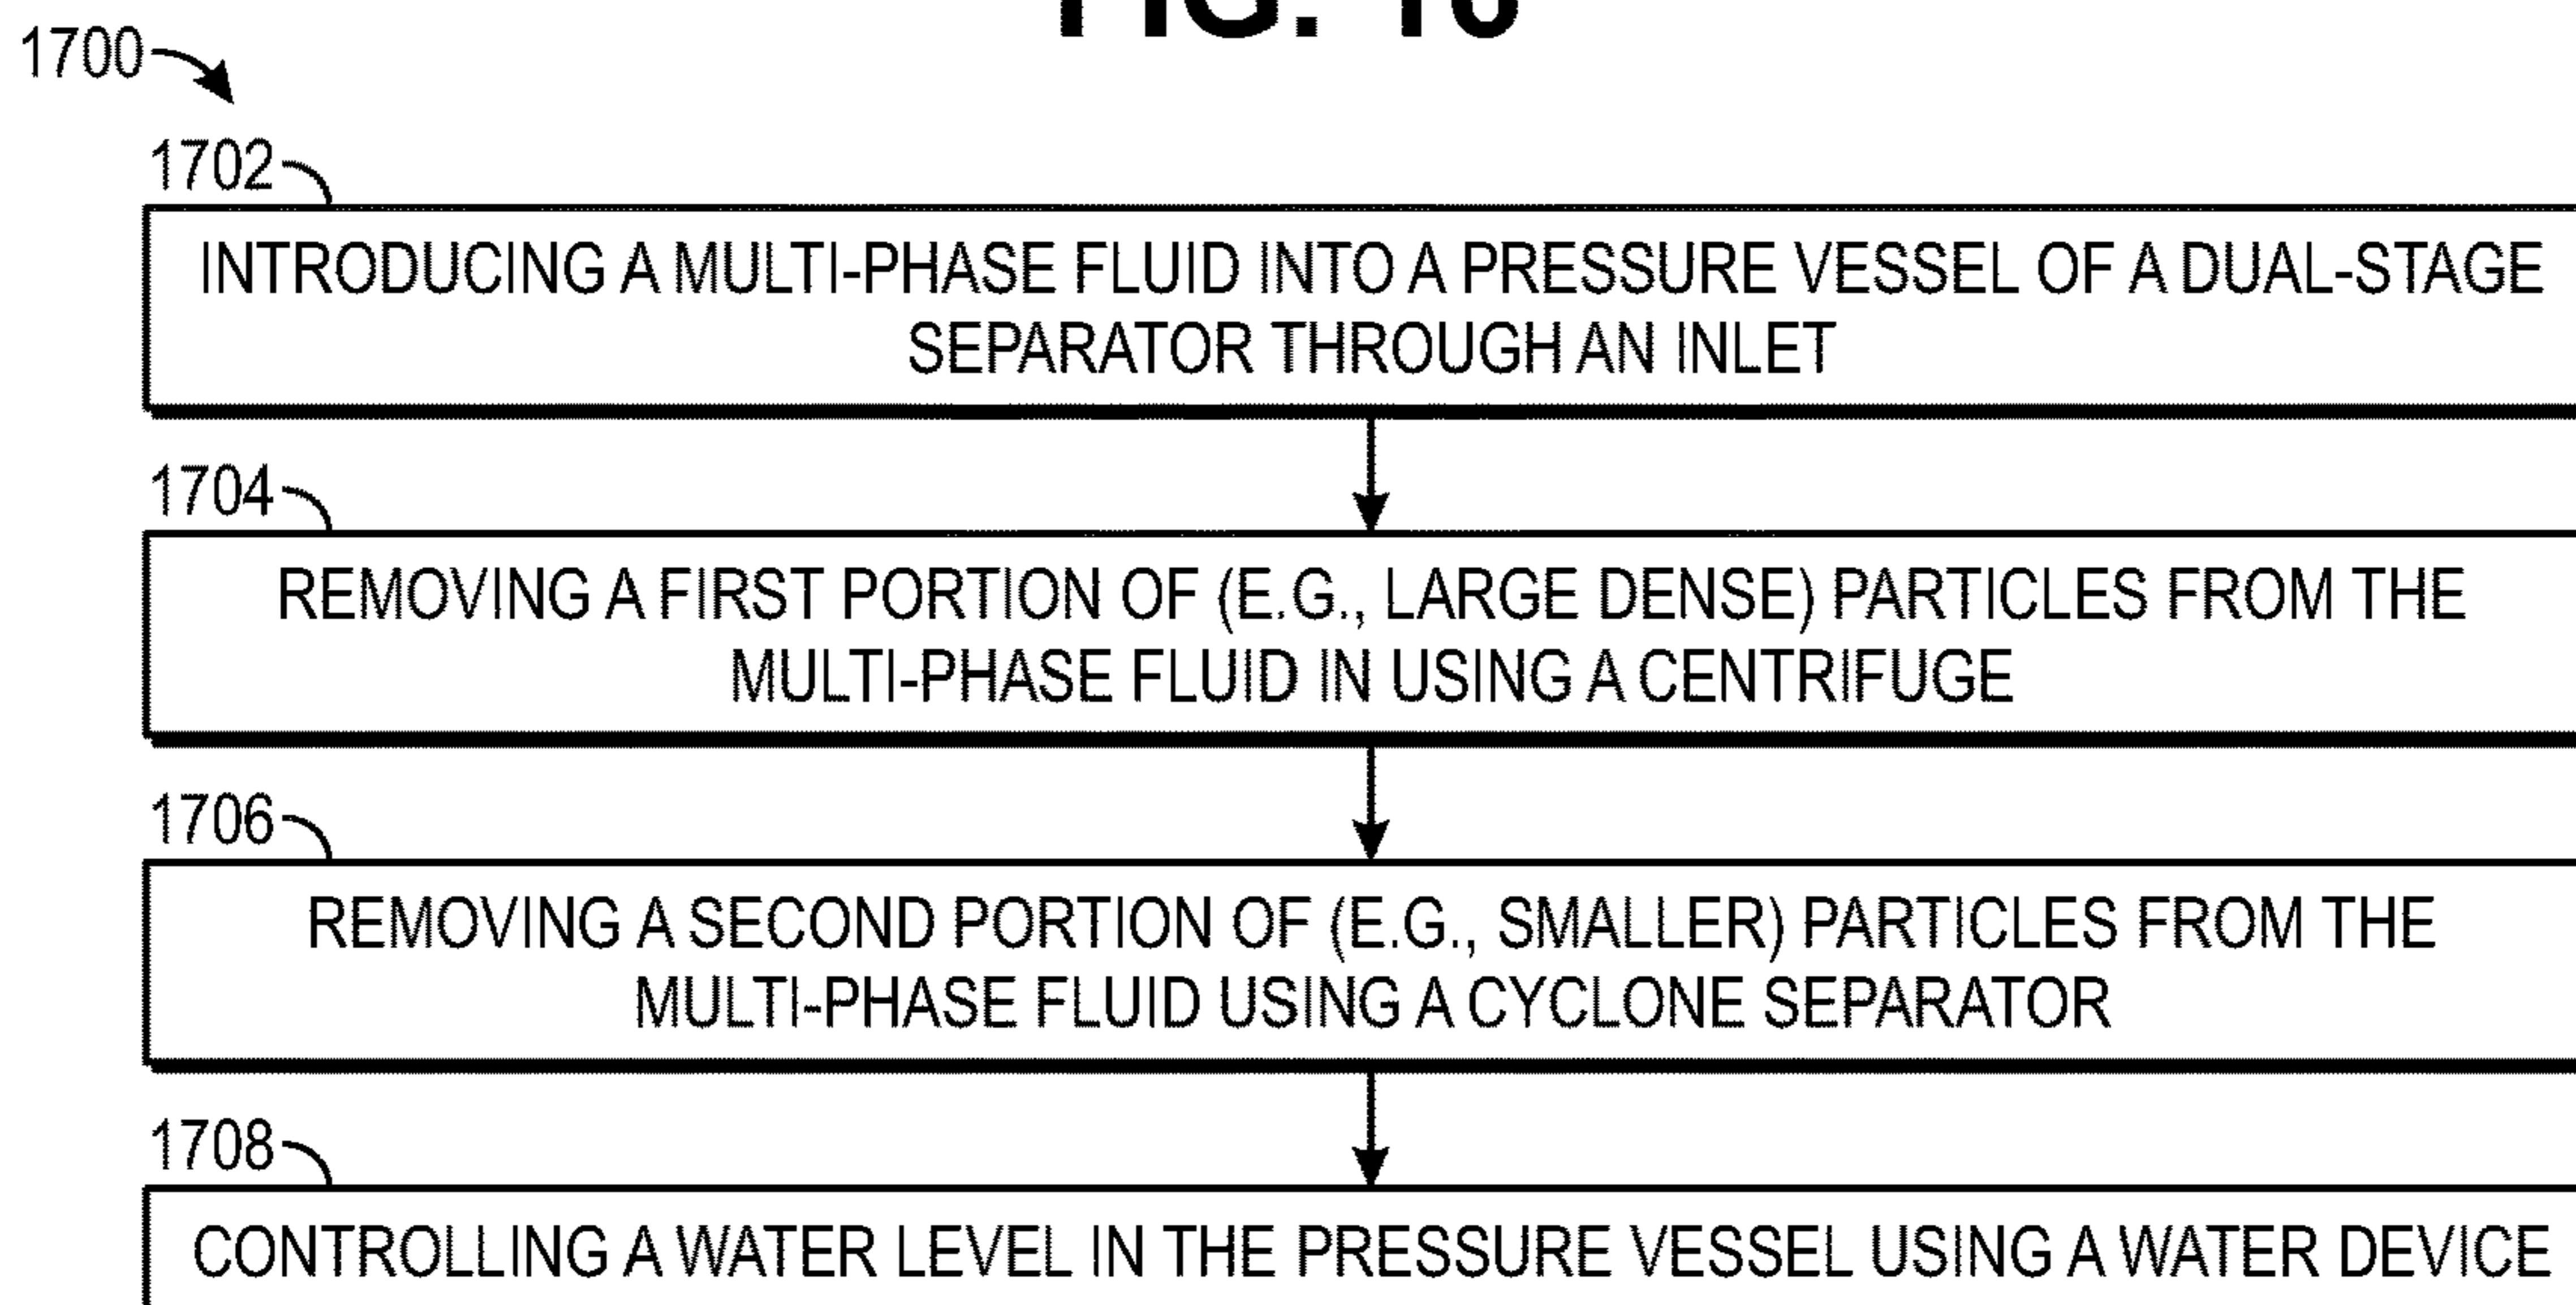 1700
1702
INTRODUCING A MULTI-PHASE FLUID INTO A PRESSURE VESSEL OF A DUAL-STAGE
SEPARATOR THROUGH AN INLET
1704
REMOVING A FIRST PORTION OF (E.G., LARGE DENSE) PARTICLES FROM THE
MULTI-PHASE FLUID IN USING A CENTRIFUGE
1706
REMOVING A SECOND PORTION OF (E.G., SMALLER) PARTICLES FROM THE
MULTI-PHASE FLUID USING A CYCLONE SEPARATOR
1708
CONTROLLING A WATER LEVEL IN THE PRESSURE VESSEL USING A WATER DEVICE